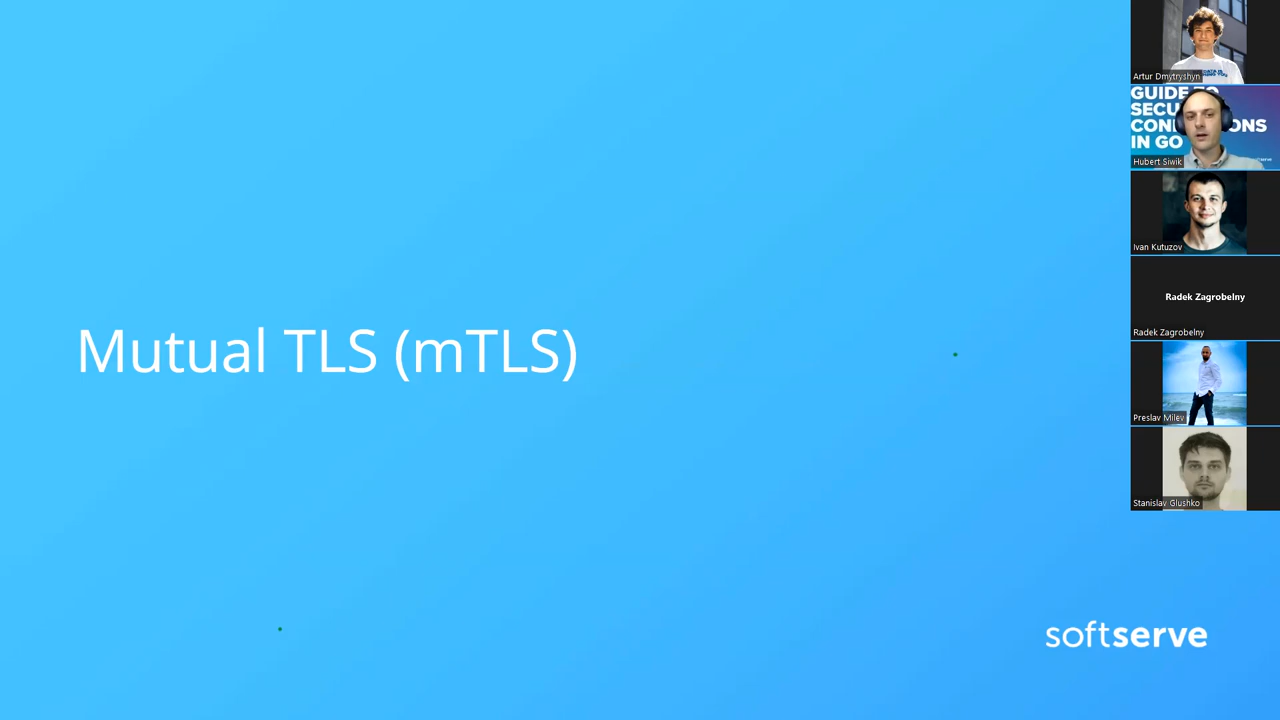 Mutual TLS (mTLS)
softserve
Artur Dmytryshyn
GUIDE TO
SECU
CON ONS
IN GO
Hubert Siwik
Ivan Kutuzov
Radek Zagrobelny
Radek Zagrobelny
Preslav Milev
Stanislav Glushko